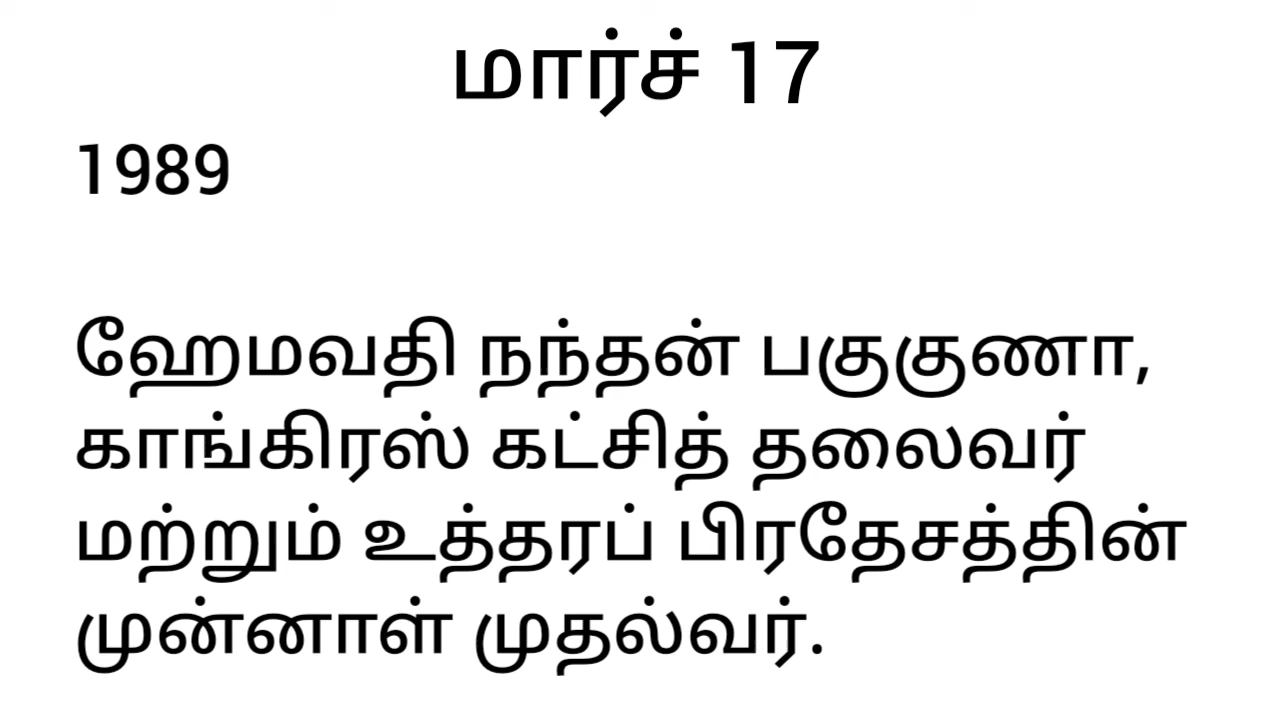 மார்ச் 17
1989
ஹேமவதி நந்தன் பகுகுணா,
காங்கிரஸ் கட்சித் தலைவர்
மற்றும் உத்தரப் பிரதேசத்தின்
முன்னாள் முதல்வர்.